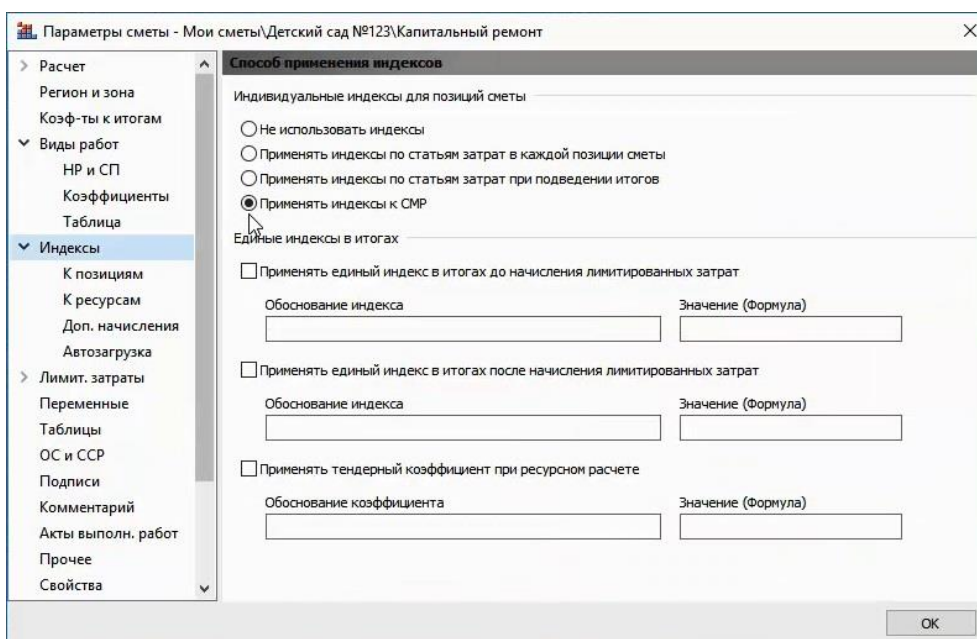 Параметры сметы - Мои сметы\Детский сад №123\Капитальный ремонт
Расчет
Регион и зона
Коэф-ты к итогам
Виды работ
НР и СП
Коэффициенты
Таблица
Индексы
К позициям
К ресурсам
Доп. начисления
Автозагрузка
Лимит. затраты
Переменные
Таблицы
ОС и ССР
Подписи
Комментарий
Акты выполн. работ
Прочее
Свойства
Способ применения индексов
Индивидуальные индексы для позиций сметы
Не использовать индексы
Применять индексы по статьям затрат в каждой позиции сметы
Применять индексы по статьям затрат при подведении итогов
Применять индексы к СМР
Единые индексы в итогах
Применять единый индекс в итогах до начисления лимитированных затрат
Обоснование индекса Значение (Формула)
Применять единый индекс в итогах после начисления лимитированных затрат
Обоснование индекса Значение (Формула)
Применять тендерный коэффициент при ресурсном расчете
Обоснование коэффициента Значение (Формула)
ОК